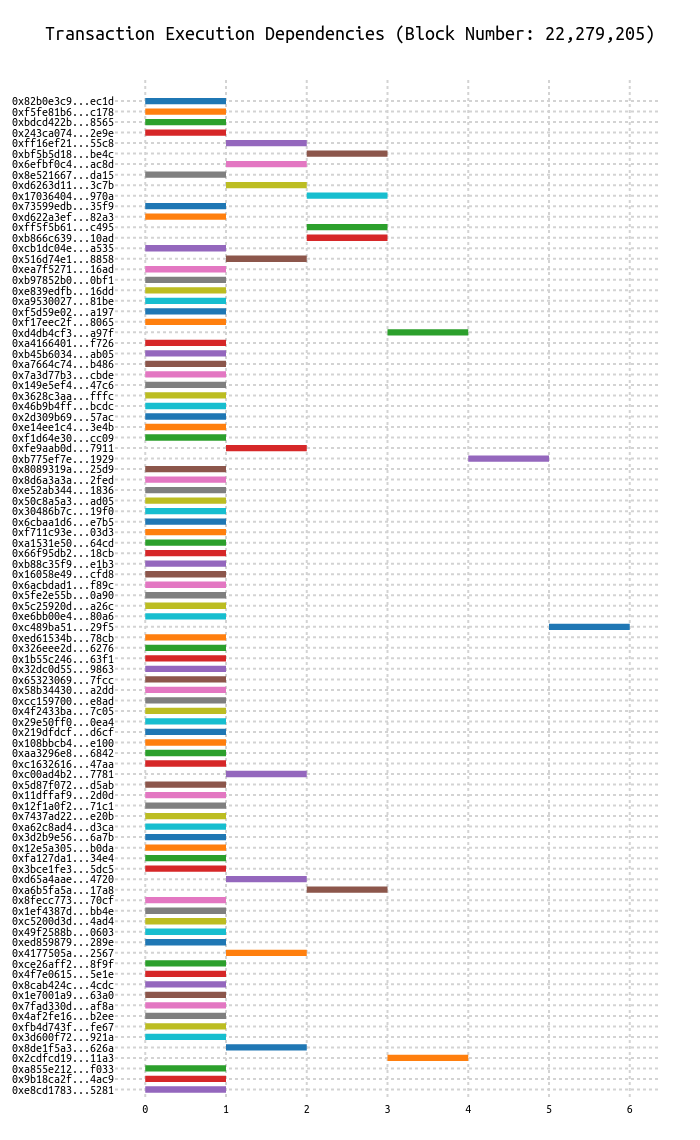 Transaction Execution Dependencies (Block Number: 22,279,205)
0x82b0e3c9...ec1d
0xf5fe81b6...c178
0xbdcd422b...8565
0x243ca074...2e9e
0xff16ef21...55c8
0xbf5b5d18...be4c
0x6efbf0c4...ac8d
0x8e521667...da15
0xd6263d11...3c7b
0x17036404...970a
0x73599edb...35f9
0xd622a3ef...82a3
0xff5f5b61...c495
0xb866c639...10ad
0xcb1dc04e...a535
0x516d74e1...8858
0xea7f5271...16ad
0xb97852b0...0bf1
0xe839edfb...16dd
0xa9530027...81be
0xf5d59e02...a197
0xf17eec2f...8065
0xd4db4cf3...a97f
0xa4166401...f726
0xb45b6034...ab05
0xa7664c74...b486
0x7a3d77b3...cbde
0x149e5ef4...47c6
0x3628c3aa...fffc
0x46b9b4ff...bcdc
0x2d309b69...57ac
0xe14ee1c4...3e4b
0xf1d64e30...cc09
0xfe9aab0d...7911
0xb775ef7e...1929
0x8089319a...25d9
0x8d6a3a3a...2fed
0xe52ab344...1836
0x50c8a5a3...ad05
0x30486b7c...19f0
0x6cbaa1d6...e7b5
0xf711c93e...03d3
0xa1531e50...64cd
0x66f95db2...18cb
0xb88c35f9...e1b3
0x16058e49...cfd8
0x6acbdad1...f89c
0x5fe2e55b...0a90
0x5c25920d...a26c
0xe6bb00e4...80a6
0xc489ba51...29f5
0xed61534b...78cb
0x326eee2d...6276
0x1b55c246...63f1
0x32dc0d55...9863
0x65323069...7fcc
0x58b34430...a2dd
0xcc159700...e8ad
0x4f2433ba...7c05
0x29e50ff0...0ea4
0x219dfdcf...d6cf
0x108bbcb4...e100
0xaa3296e8...6842
0xc1632616...47aa
0xc00ad4b2...7781
0x5d87f072...d5ab
0x11dffaf9...2d0d
0x12f1a0f2...71c1
0x7437ad22...e20b
0xa62c8ad4...d3ca
0x3d2b9e56...6a7b
0x12e5a305...b0da
0xfa127da1...34e4
0x3bce1fe3...5dc5
0xd65a4aae...4720
0xa6b5fa5a...17a8
0x8fecc773...70cf
0x1ef4387d...bb4e
0xc5200d3d...4ad4
0x49f2588b...0603
0xed859879...289e
0x4177505a...2567
0xce26aff2...8f9f
0x4f7e0615...5e1e
0x8cab424c...4cdc
0x1e7001a9...63a0
0x7fad330d...af8a
0x4af2fe16...b2ee
0xfb4d743f...fe67
0x3d600f72...921a
0x8de1f5a3...626a
0x2cdfcd19...11a3
0xa855e212...f033
0x9b18ca2f...4ac9
0xe8cd1783...5281
0 1 2 3 4 5 6